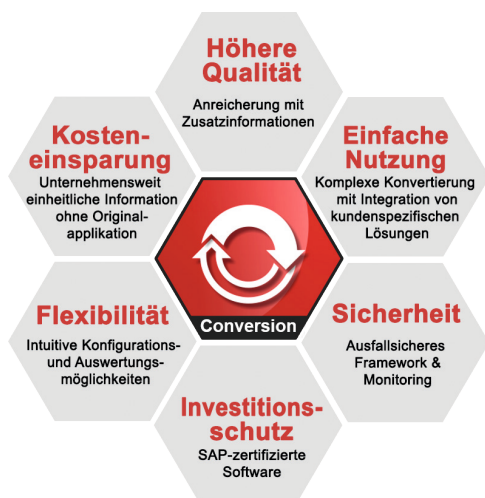 Höhere
Qualität
Anreicherung mit
Zusatzinformationen
Kosten-
einsparung
Unternehmensweit
einheitliche Information
ohne Original-
applikation
Einfache
Nutzung
Komplexe Konvertierung
mit Integration von
kundenspezifischen
Lösungen
Conversion
Flexibilität
Intuitive Konfigurations-
und Auswertungs-
möglichkeiten
Sicherheit
Ausfallsicheres
Framework &
Monitoring
Investitions-
schutz
SAP-zertifizierte
Software